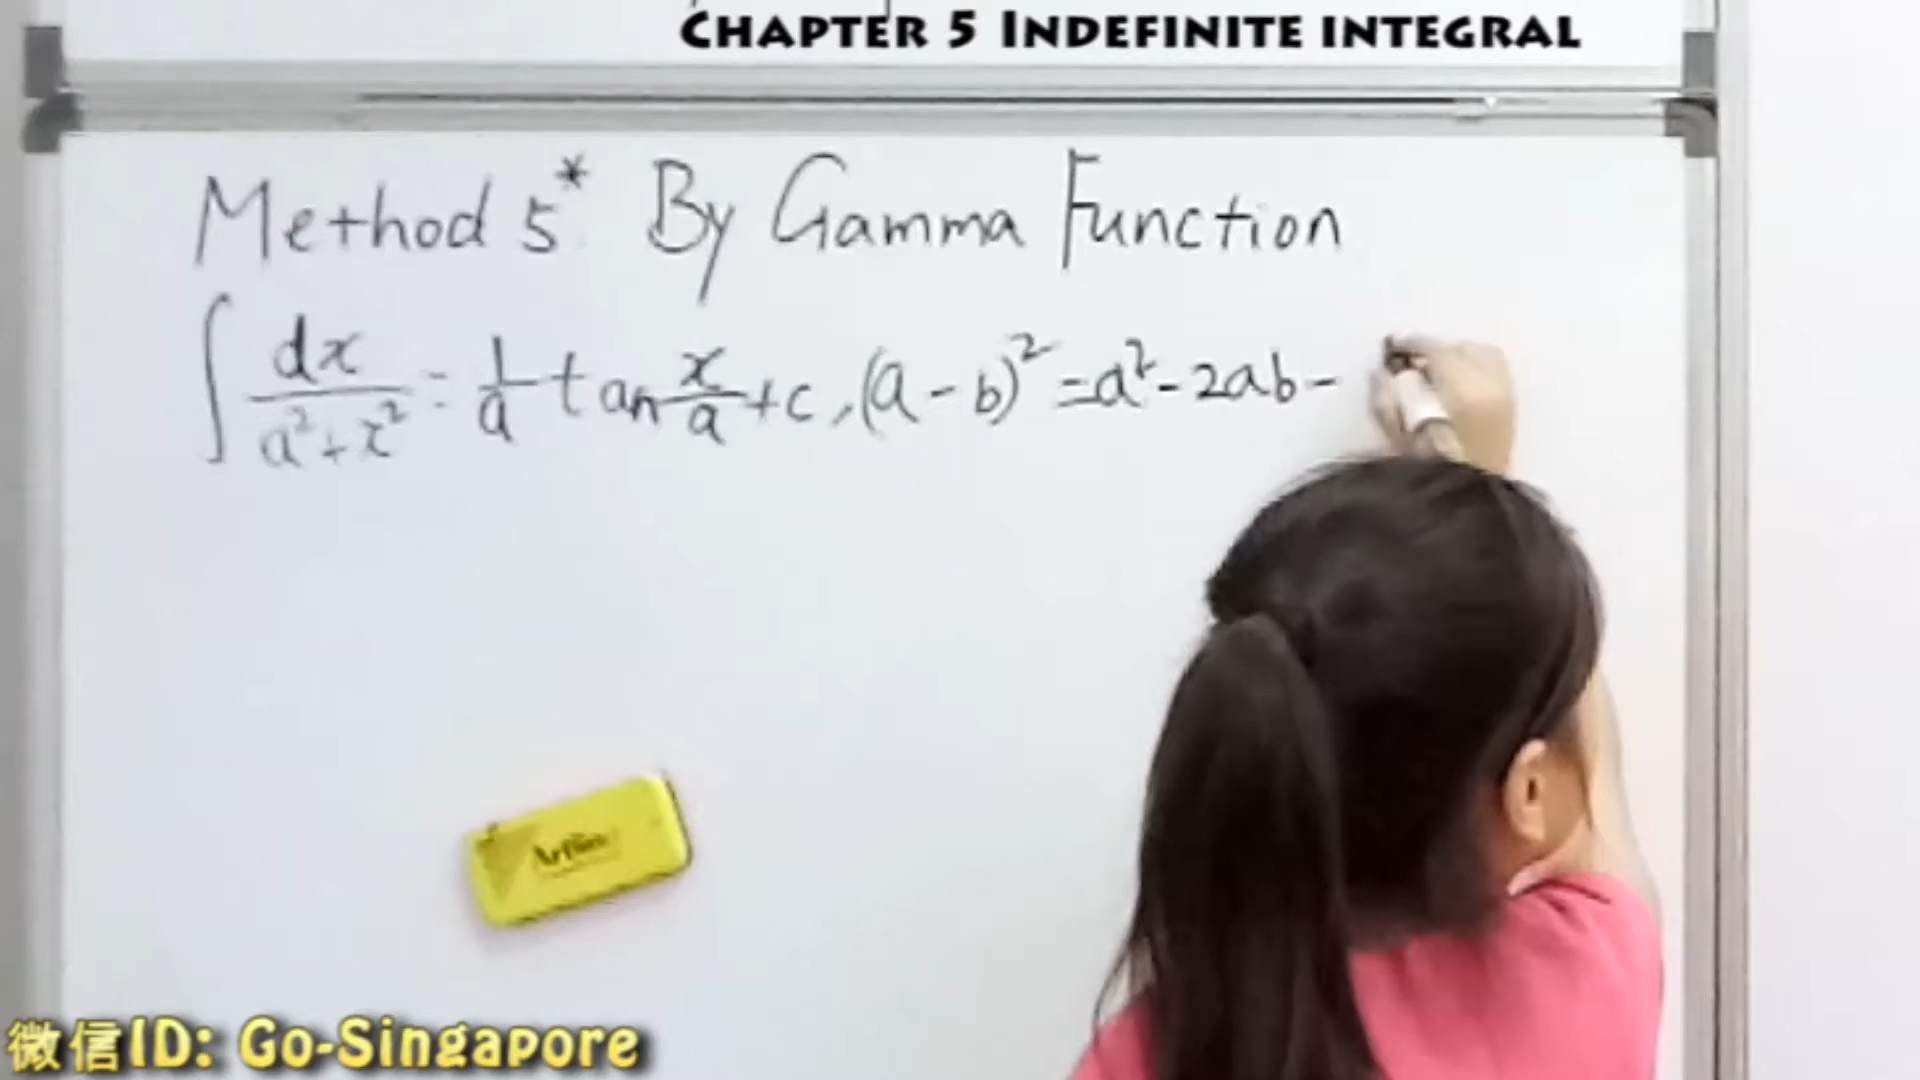 CHAPTER 5 INDEFINITE INTEGRAL
Method 5* By Gamma Function
∫ dx/(a²+x²) = 1/a tan x/a + c, (a - b)² = a² - 2ab -
Artline
微信ID: Go-Singapore